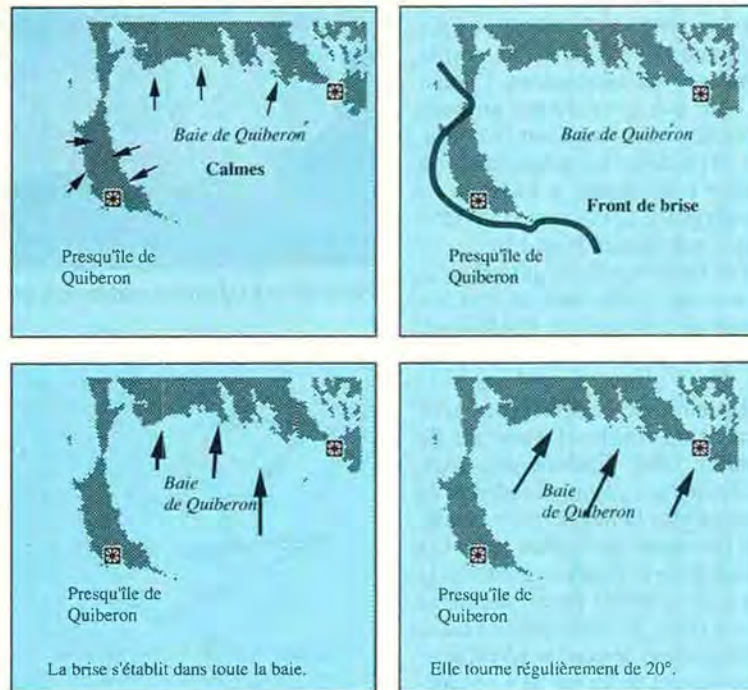 Baie de Quiberon
Calmes
Presqu'île de
Quiberon
Baie de Quiberon
Front de brise
Presqu'île de
Quiberon
Baie
de Quiberon
Presqu'île de
Quiberon
La brise s'établit dans toute la baie.
Baie
de Quiberon
Presqu'île de
Quiberon
Elle tourne régulièrement de 20°.